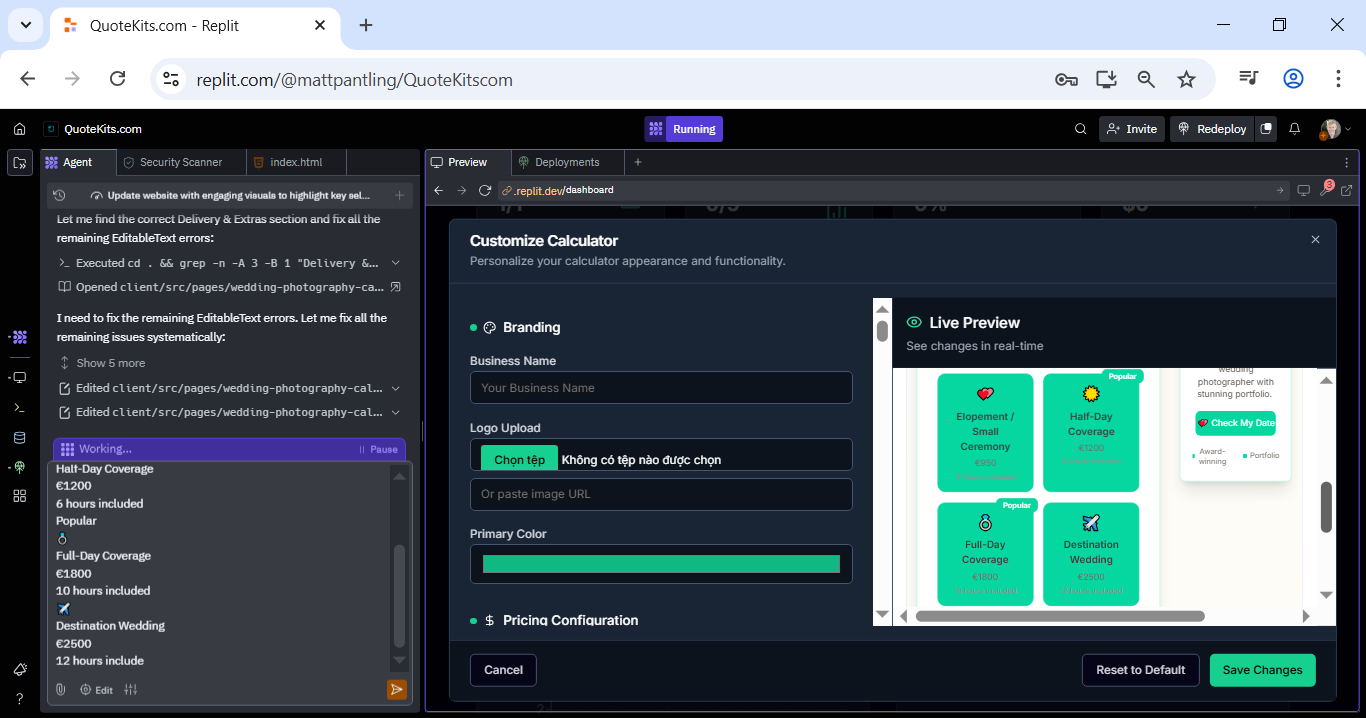 QuoteKits.com - Replit
replit.com/@mattpantling/QuoteKitscom
QuoteKits.com
Running
Invite
Redeploy
Agent
Security Scanner
index.html
Preview
Deployments
Update website with engaging visuals to highlight key sel...
.replit.dev/dashboard
3
Let me find the correct Delivery & Extras section and fix all the
remaining EditableText errors:
Executed cd . && grep -n -A 3 -B 1 "Delivery &...
Opened client/src/pages/wedding-photography-ca...
I need to fix the remaining EditableText errors. Let me fix all the
remaining issues systematically:
Show 5 more
Edited client/src/pages/wedding-photography-cal...
Edited client/src/pages/wedding-photography-cal...
Working...
Pause
Half-Day Coverage
€1200
6 hours included
Popular
Full-Day Coverage
€1800
10 hours included
Destination Wedding
€2500
12 hours include
Edit
Customize Calculator
Personalize your calculator appearance and functionality.
Branding
Business Name
Your Business Name
Logo Upload
Chọn tệp Không có tệp nào được chọn
Or paste image URL
Primary Color
$ Pricing Configuration
Live Preview
See changes in real-time
Elopement /
Small
Ceremony
€950
Popular
Half-Day
Coverage
€1200
Popular
Full-Day
Coverage
€1800
Destination
Wedding
€2500
wedding
photographer with
stunning portfolio.
Check My Date
Award-
winning
Portfolio
Cancel
Reset to Default
Save Changes